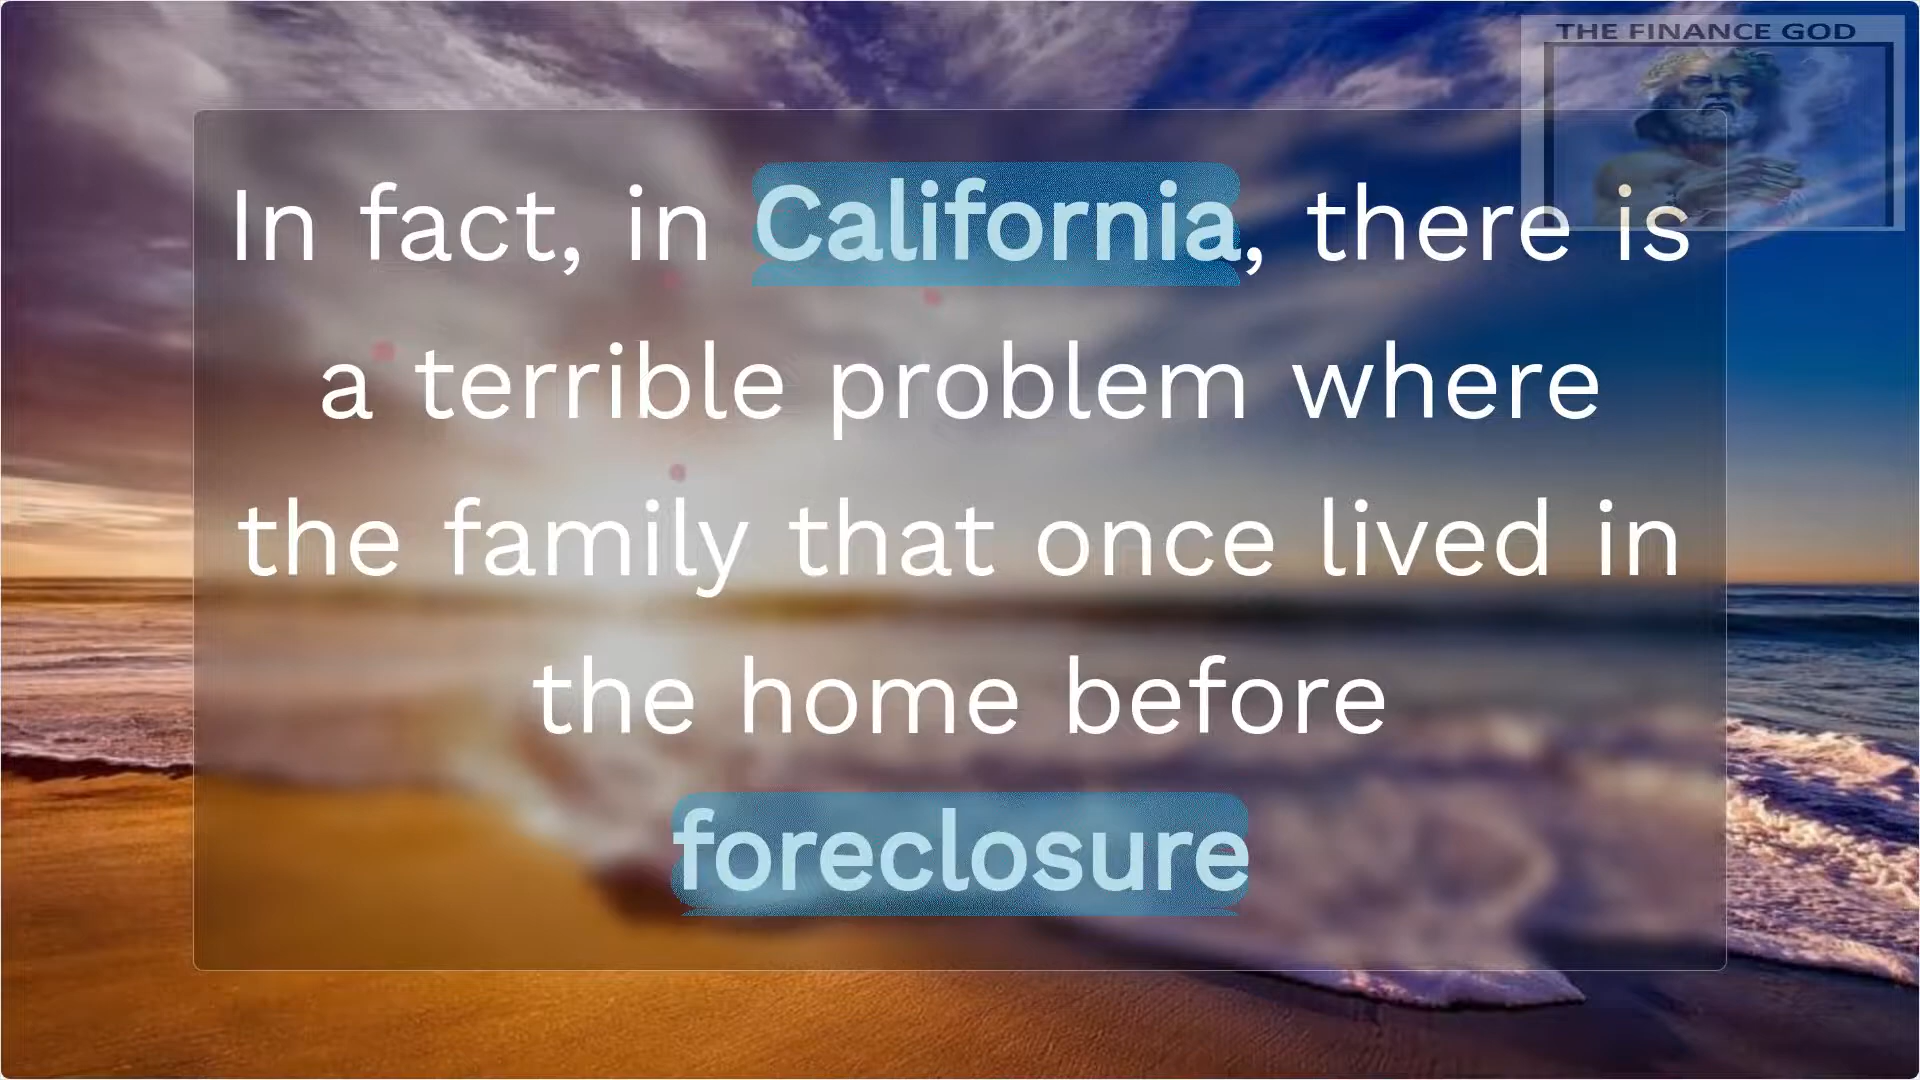 THE FINANCE GOD
In fact, in California, there is
a terrible problem where
the family that once lived in
the home before
foreclosure